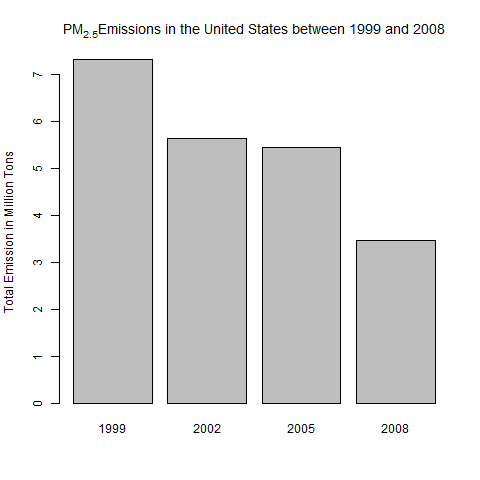 PM2.5Emissions in the United States between 1999 and 2008
Total Emission in Million Tons
7
6
5
4
3
2
1
0
1999 2002 2005 2008